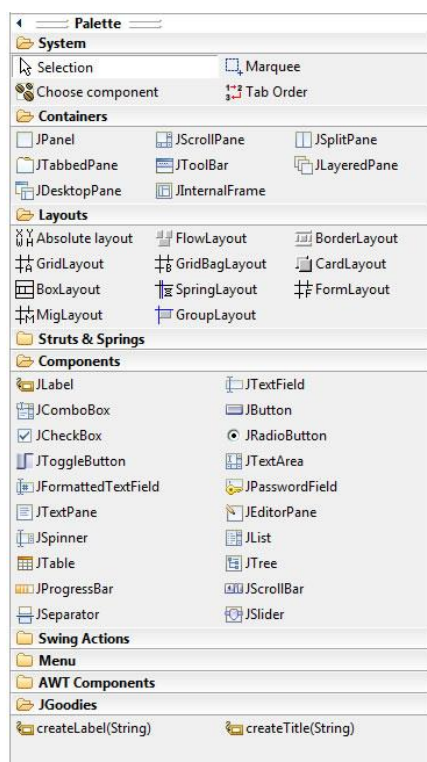 Palette
System
Selection Marquee
Choose component Tab Order
Containers
JPanel JScrollPane JSplitPane
JTabbedPane JToolBar JLayeredPane
JDesktopPane JInternalFrame
Layouts
Absolute layout FlowLayout BorderLayout
GridLayout GridBagLayout CardLayout
BoxLayout SpringLayout FormLayout
MigLayout GroupLayout
Struts & Springs
Components
JLabel JTextField
JComboBox JButton
JCheckBox JRadioButton
JToggleButton JTextArea
JFormattedTextField JPasswordField
JTextPane JEditorPane
JSpinner JList
JTable JTree
JProgressBar JScrollBar
JSeparator JSlider
Swing Actions
Menu
AWT Components
JGoodies
createLabel(String) createTitle(String)